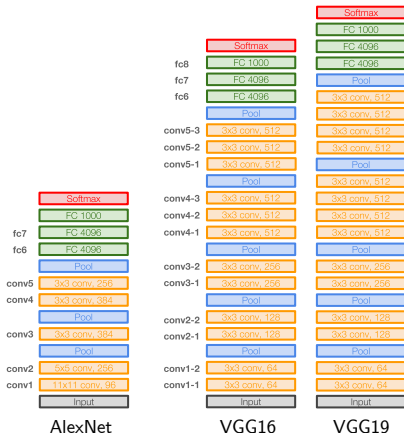 Softmax
FC 1000
fc7 FC 4096
fc6 FC 4096
Pool
conv5 3x3 conv, 256
conv4 3x3 conv, 384
Pool
conv3 3x3 conv, 384
Pool
conv2 5x5 conv, 256
conv1 11x11 conv, 96
Input
AlexNet
Softmax
fc8 FC 1000
fc7 FC 4096
fc6 FC 4096
Pool
conv5-3 3x3 conv, 512
conv5-2 3x3 conv, 512
conv5-1 3x3 conv, 512
Pool
conv4-3 3x3 conv, 512
conv4-2 3x3 conv, 512
conv4-1 3x3 conv, 512
Pool
conv3-2 3x3 conv, 256
conv3-1 3x3 conv, 256
Pool
conv2-2 3x3 conv, 128
conv2-1 3x3 conv, 128
Pool
conv1-2 3x3 conv, 64
conv1-1 3x3 conv, 64
Input
VGG16
Softmax
FC 1000
FC 4096
FC 4096
Pool
3x3 conv, 512
3x3 conv, 512
3x3 conv, 512
3x3 conv, 512
Pool
3x3 conv, 512
3x3 conv, 512
3x3 conv, 512
3x3 conv, 512
Pool
3x3 conv, 256
3x3 conv, 256
Pool
3x3 conv, 128
3x3 conv, 128
Pool
3x3 conv, 64
3x3 conv, 64
Input
VGG19